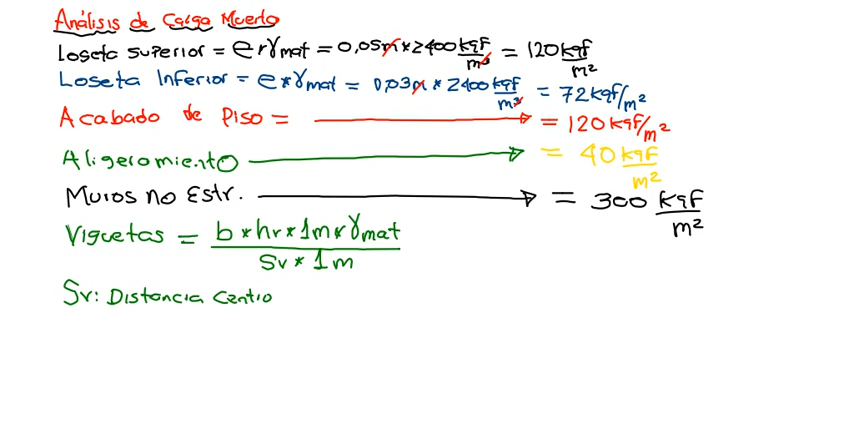 Análisis de Carga Muerto
Loseta superior = e * γmat = 0,05m * 2400 kgf/m³ = 120 kgf/m²
Loseta Inferior = e * γmat = 0,03m * 2400 kgf/m³ = 72 kgf/m²
Acabado de Piso = → = 120 kgf/m²
Aligeramiento → = 40 kgf/m²
Muros no Estr. → = 300 kgf/m²
Viguetas = b * hv * 1m * γmat / Sv * 1m
Sv: Distancia Centro